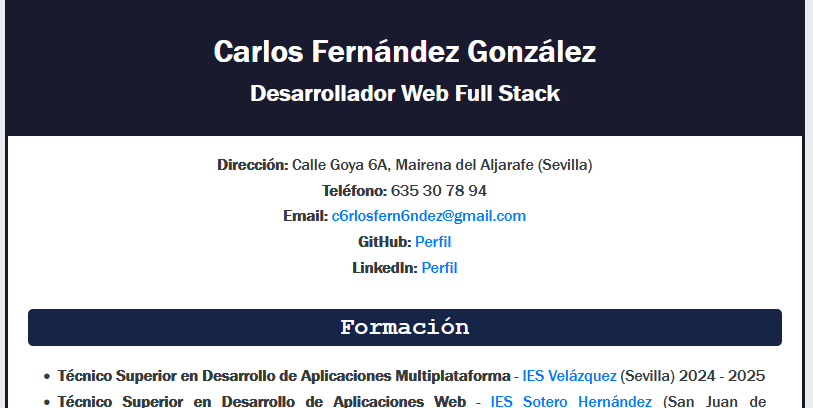 Carlos Fernández González
Desarrollador Web Full Stack
Dirección: Calle Goya 6A, Mairena del Aljarafe (Sevilla)
Teléfono: 635 30 78 94
Email: c6rlosfern6ndez@gmail.com
GitHub: Perfil
LinkedIn: Perfil
Formación
• Técnico Superior en Desarrollo de Aplicaciones Multiplataforma - IES Velázquez (Sevilla) 2024 - 2025
• Técnico Superior en Desarrollo de Aplicaciones Web - IES Sotero Hernández (San Juan de